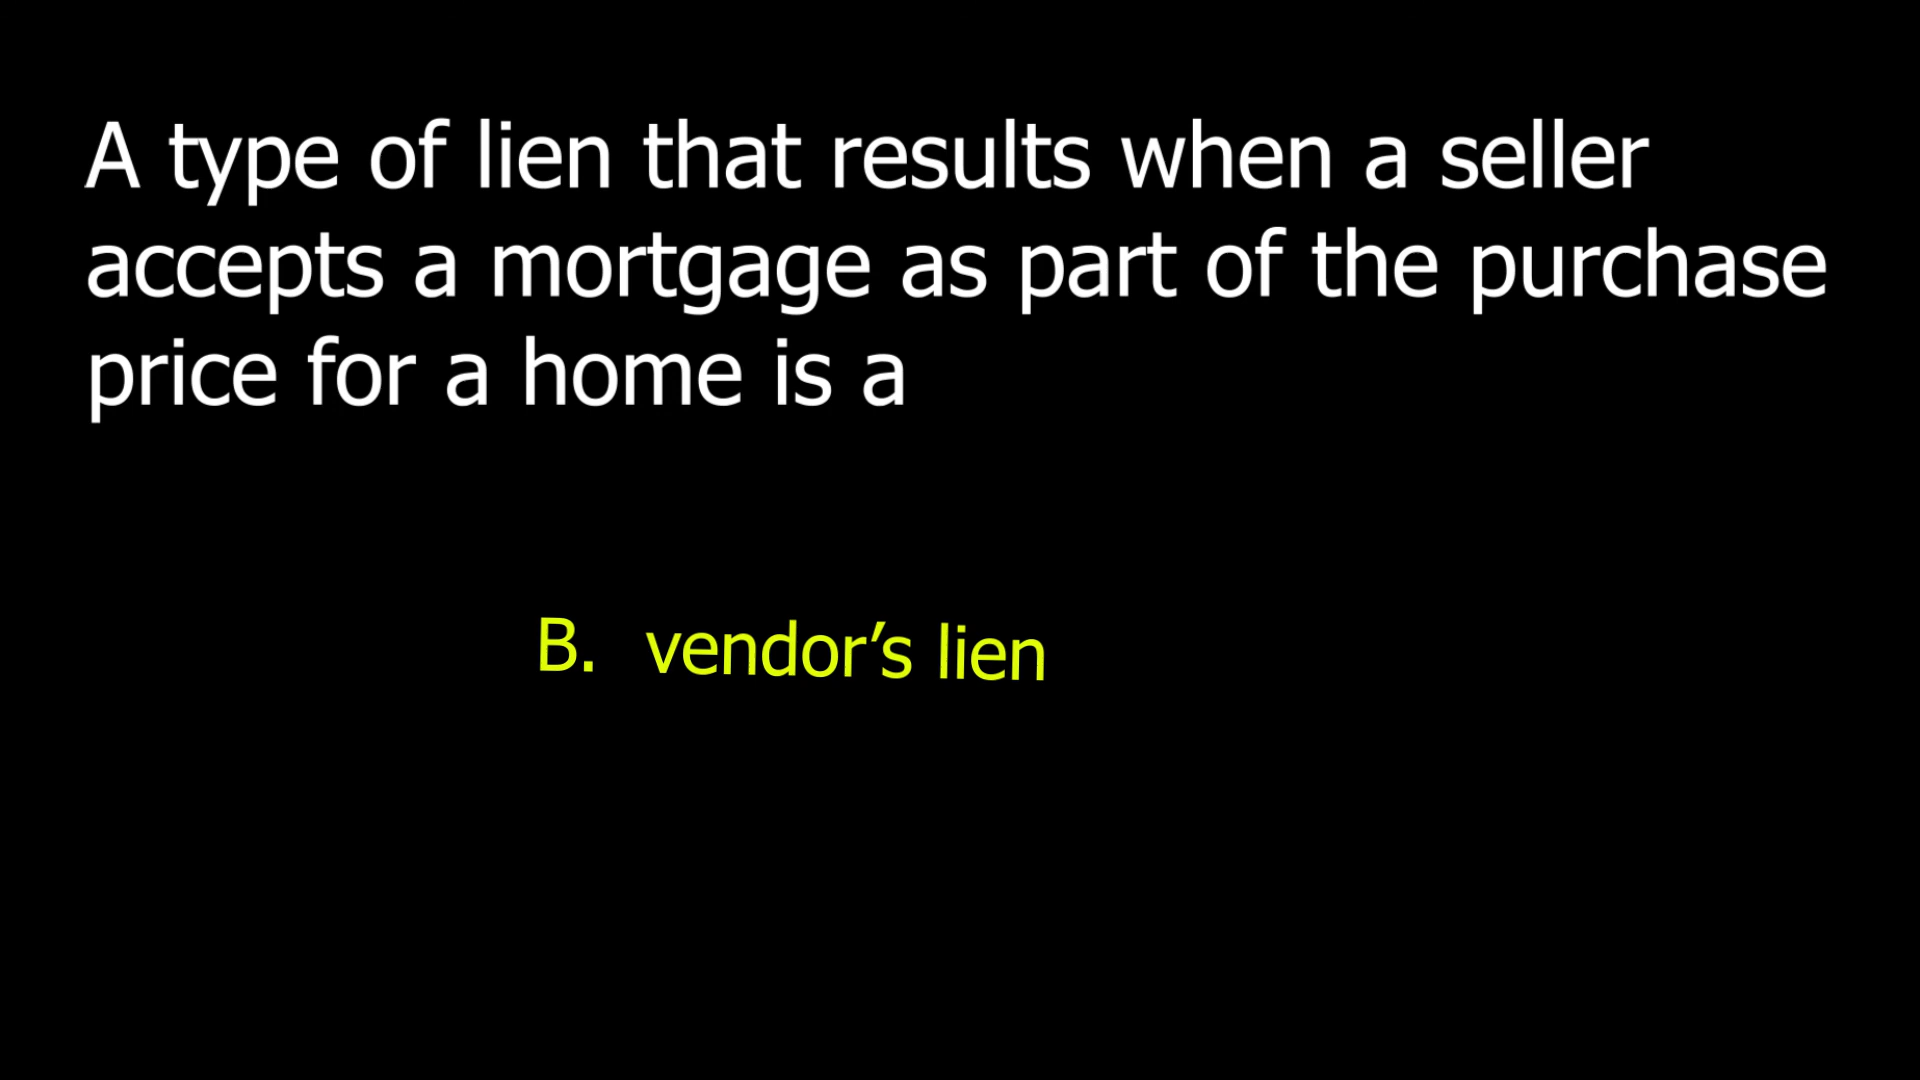 A type of lien that results when a seller
accepts a mortgage as part of the purchase
price for a home is a
B. vendor’s lien